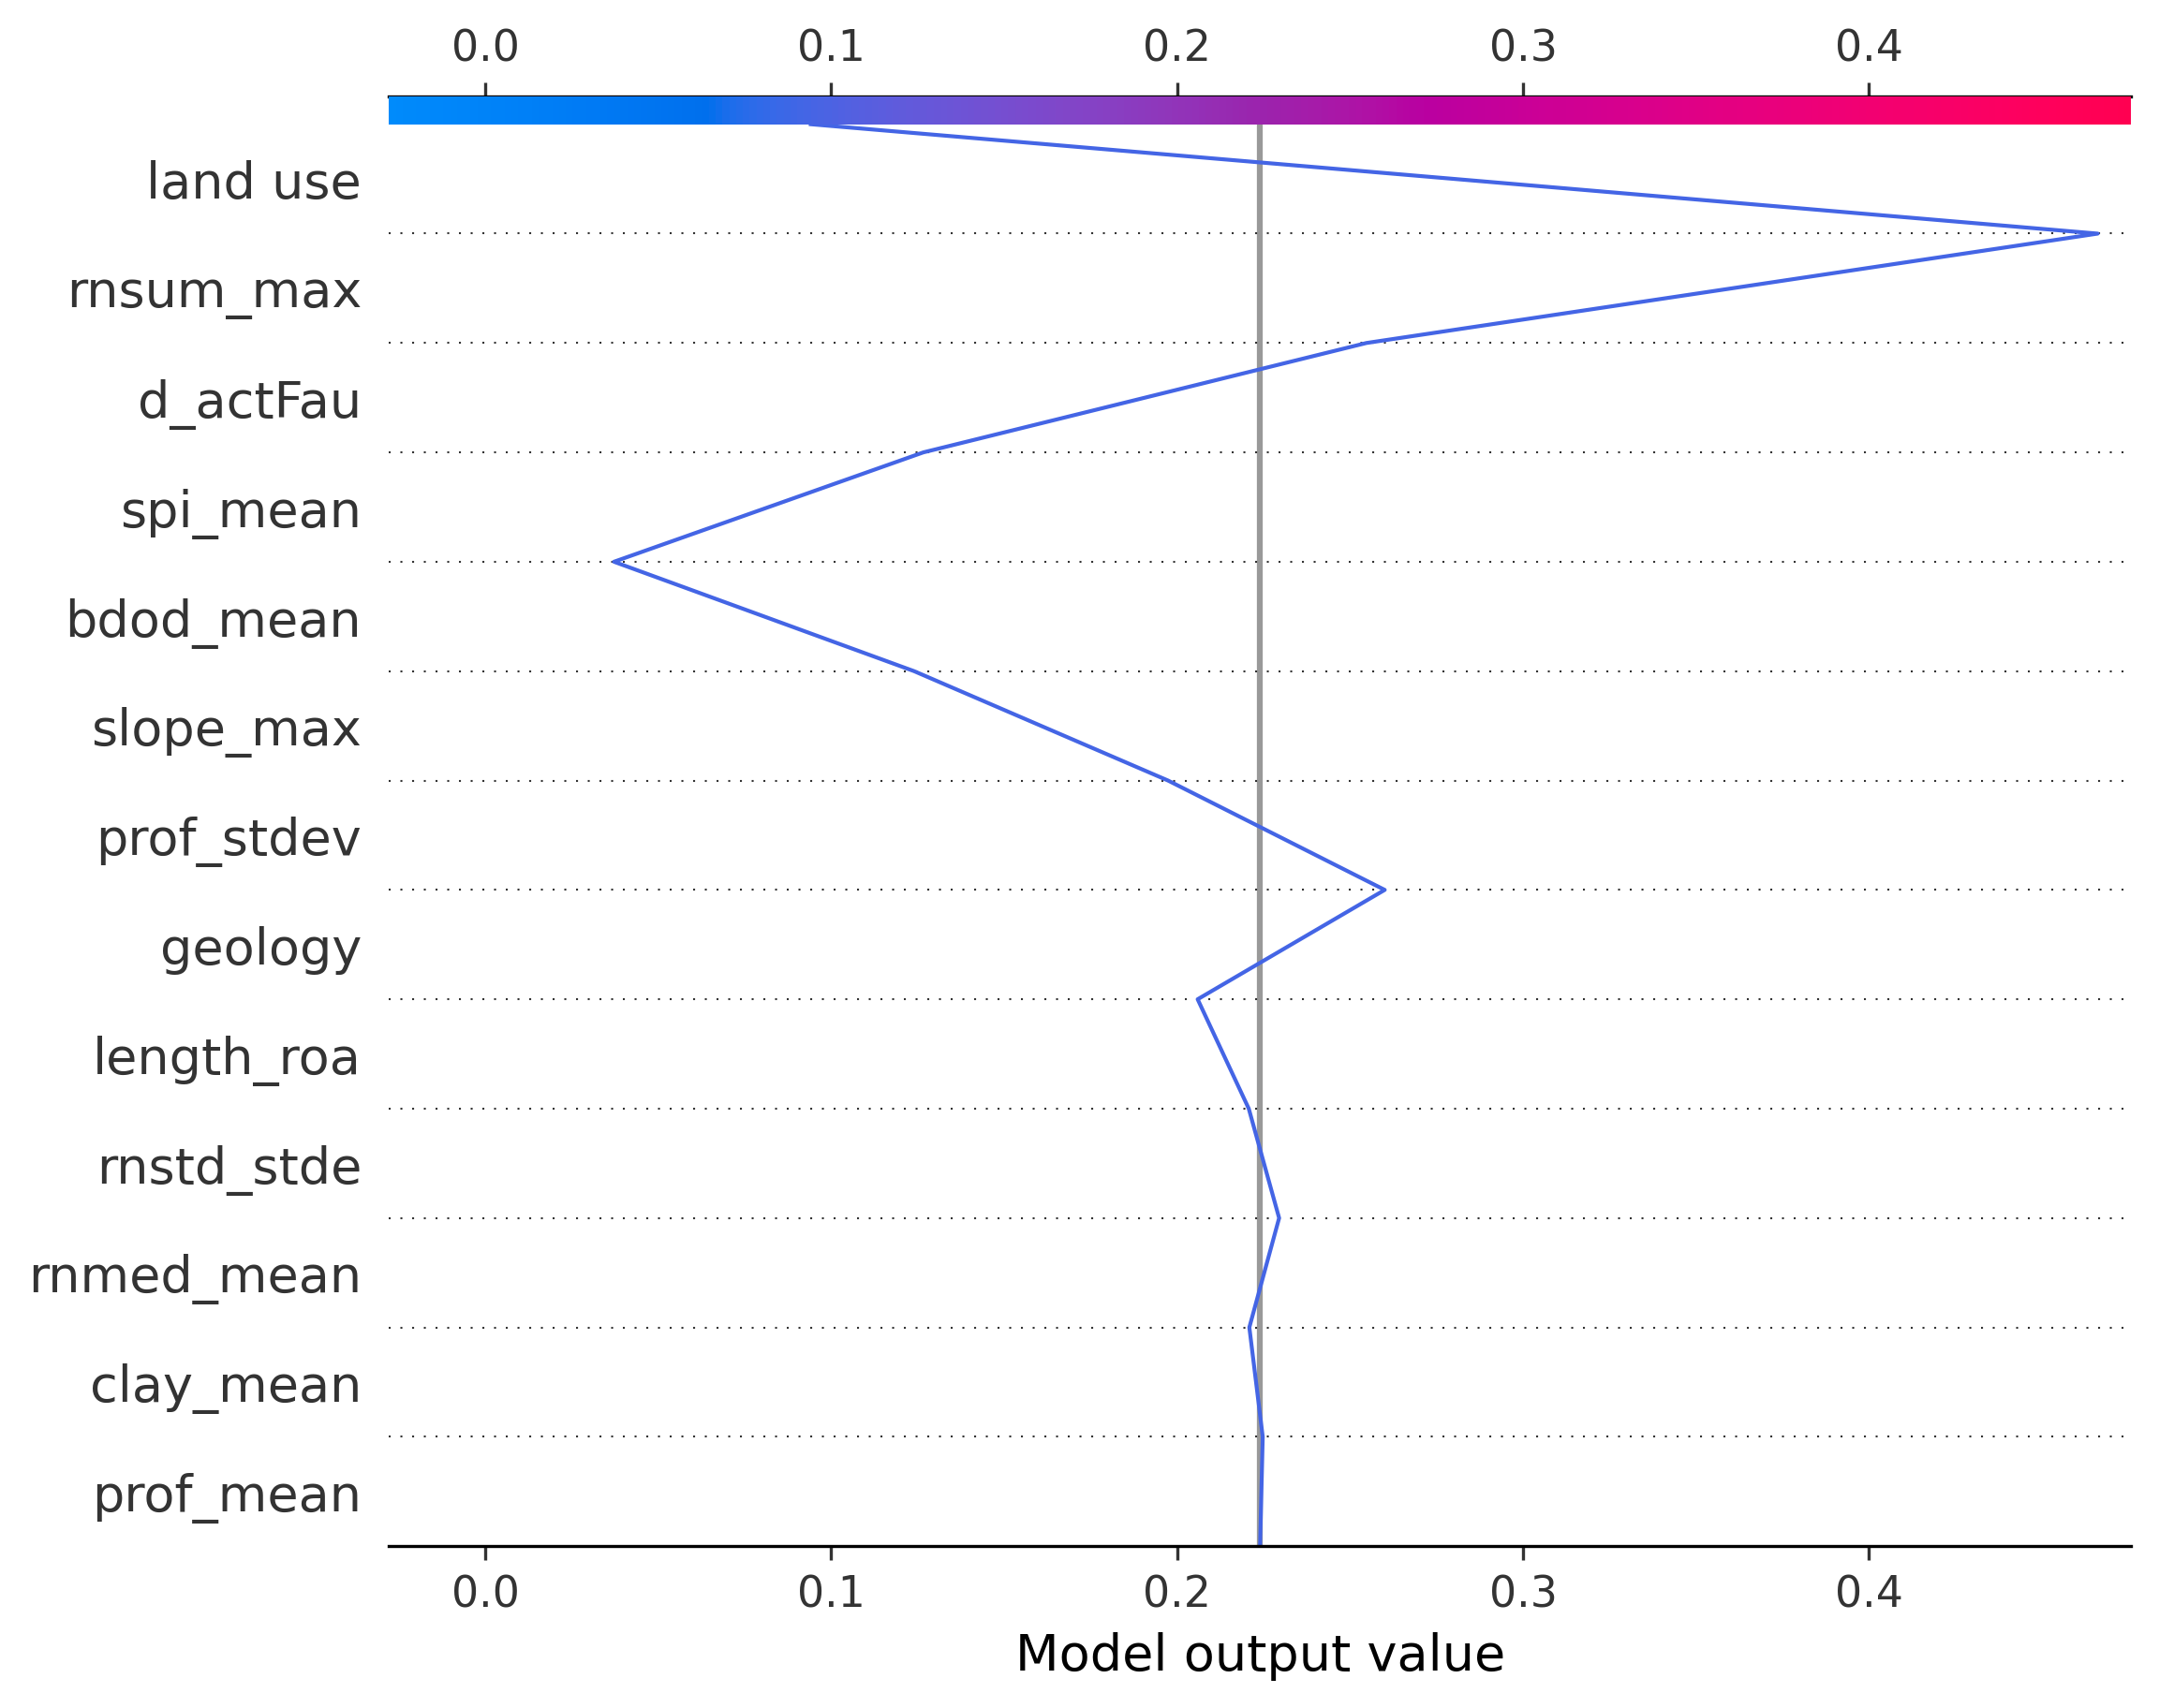 0.0 0.1 0.2 0.3 0.4
land use
rnsum_max
d_actFau
spi_mean
bdod_mean
slope_max
prof_stdev
geology
length_roa
rnstd_stde
rnmed_mean
clay_mean
prof_mean
0.0 0.1 0.2 0.3 0.4
Model output value